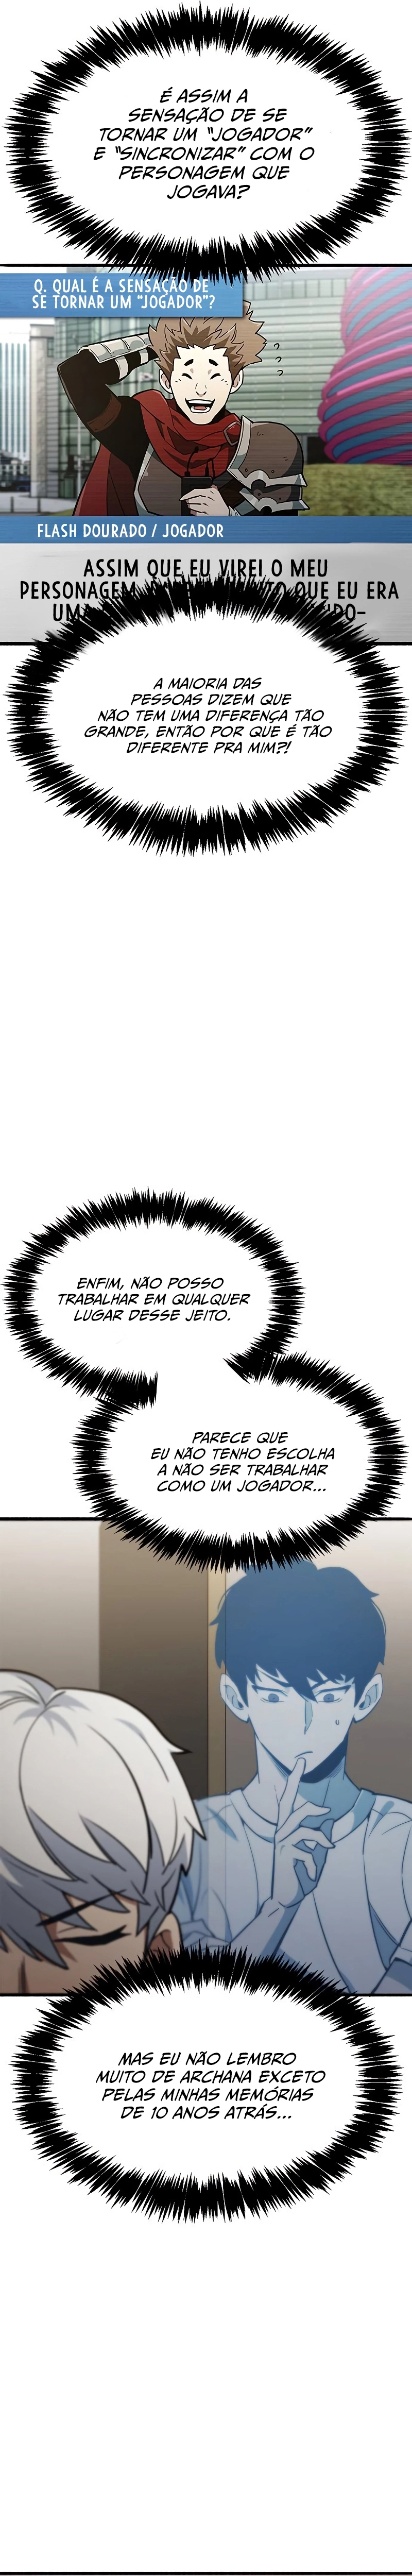 É ASSIM A
SENSAÇÃO DE SE
TORNAR UM “JOGADOR”
E “SINCRONIZAR” COM O
PERSONAGEM QUE
JOGAVA?
Q. QUAL É A SENSAÇÃO DE
SE TORNAR UM “JOGADOR”?
FLASH DOURADO / JOGADOR
ASSIM QUE EU VIREI O MEU
PERSONAGEM, QUE EU ERA
UMA
A MAIORIA DAS
PESSOAS DIZEM QUE
NÃO TEM UMA DIFERENÇA TÃO
GRANDE, ENTÃO POR QUE É TÃO
DIFERENTE PRA MIM?!
ENFIM, NÃO POSSO
TRABALHAR EM QUALQUER
LUGAR DESSE JEITO.
PARECE QUE
EU NÃO TENHO ESCOLHA
A NÃO SER TRABALHAR
COMO UM JOGADOR...
MAS EU NÃO LEMBRO
MUITO DE ARCHANA EXCETO
PELAS MINHAS MEMÓRIAS
DE 10 ANOS ATRÁS...